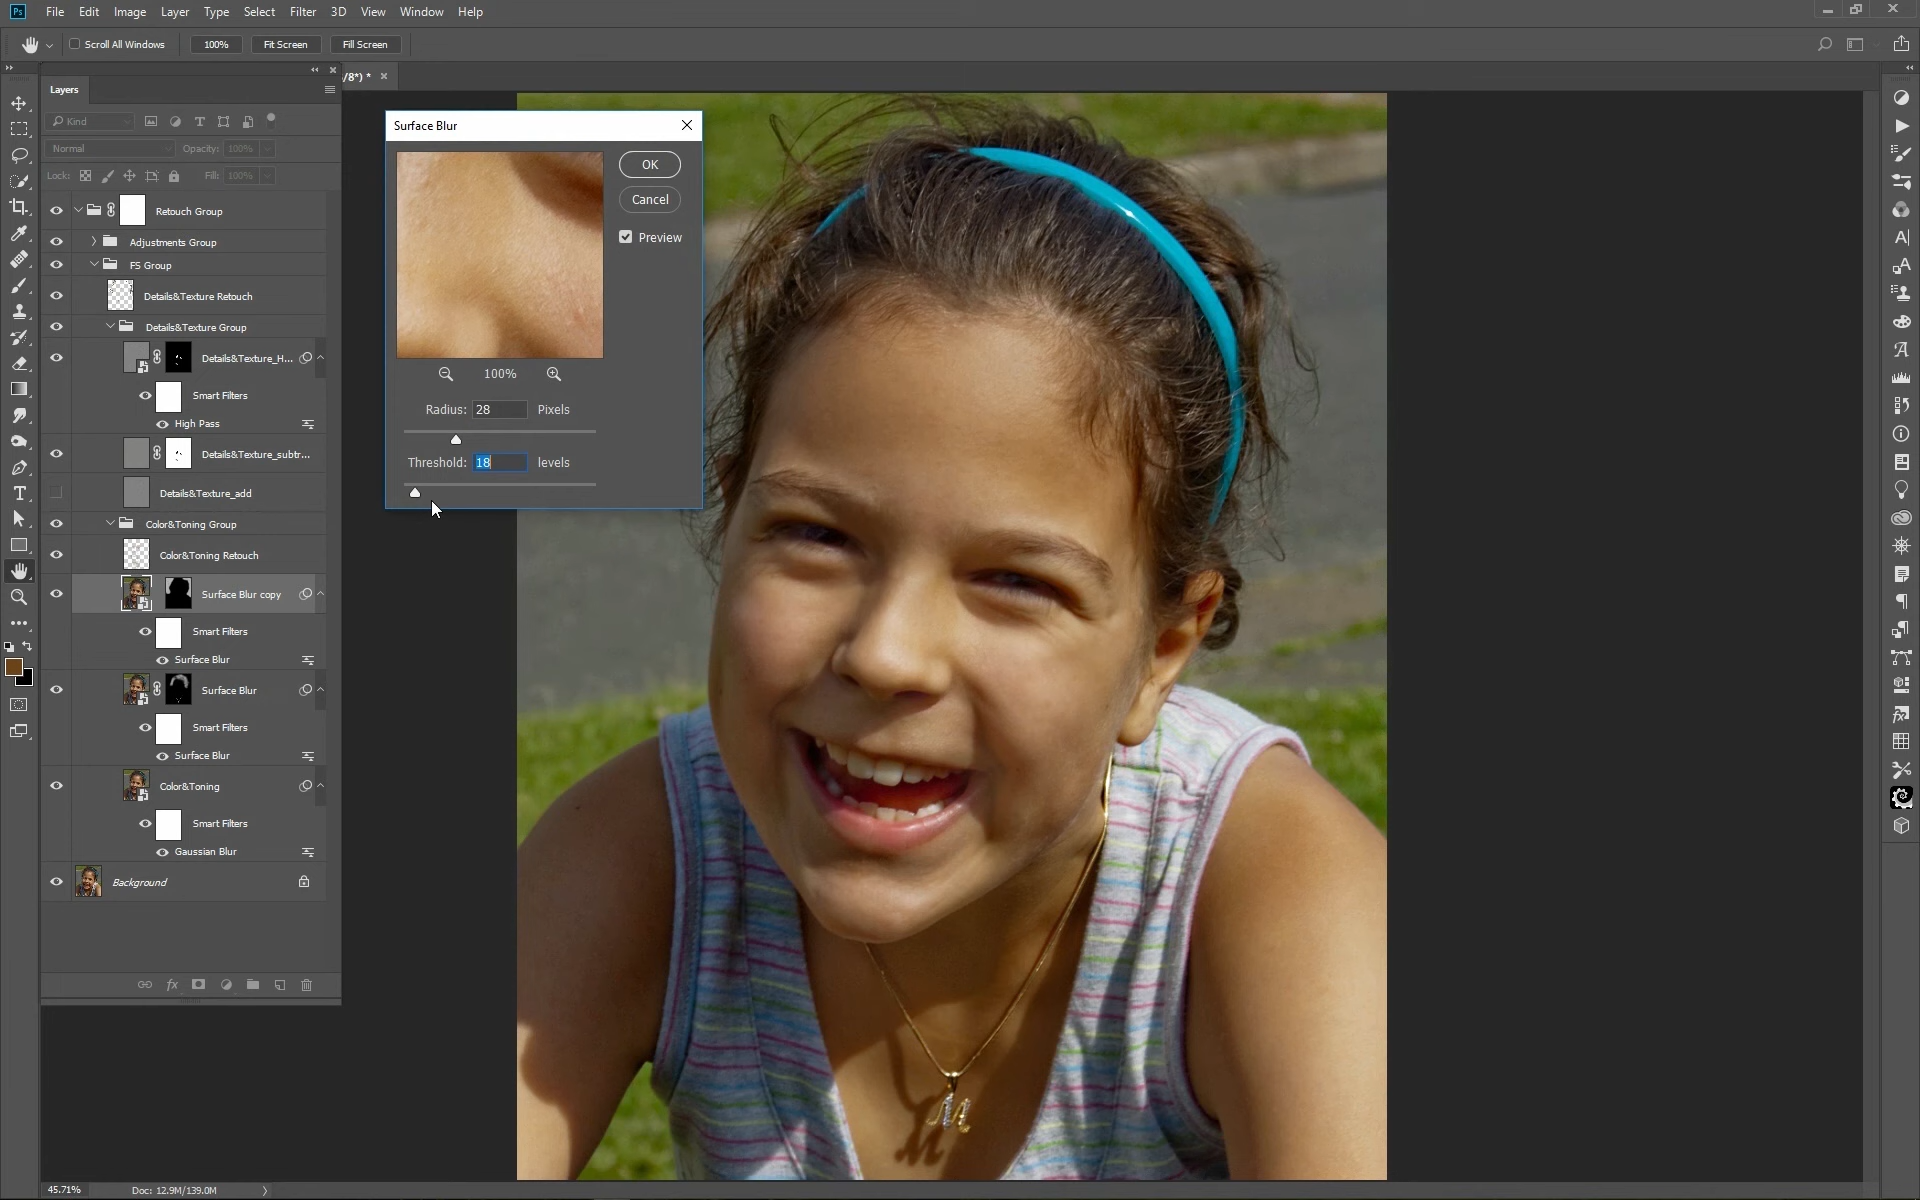 Ps File Edit Image Layer Type Select Filter 3D View Window Help
Scroll All Windows 100% Fit Screen Fill Screen
/8*) * ×
Layers
Kind
Normal Opacity: 100%
Lock: Fill: 100%
Retouch Group
Adjustments Group
FS Group
Details&Texture Retouch
Details&Texture Group
Details&Texture_H...
Smart Filters
High Pass
Details&Texture_subtr...
Details&Texture_add
Color&Toning Group
Color&Toning Retouch
Surface Blur copy
Smart Filters
Surface Blur
Surface Blur
Smart Filters
Surface Blur
Color&Toning
Smart Filters
Gaussian Blur
Background
fx
Surface Blur
OK
Cancel
Preview
100%
Radius: 28 Pixels
Threshold: 18 levels
M
45.71% Doc: 12.9M/139.0M